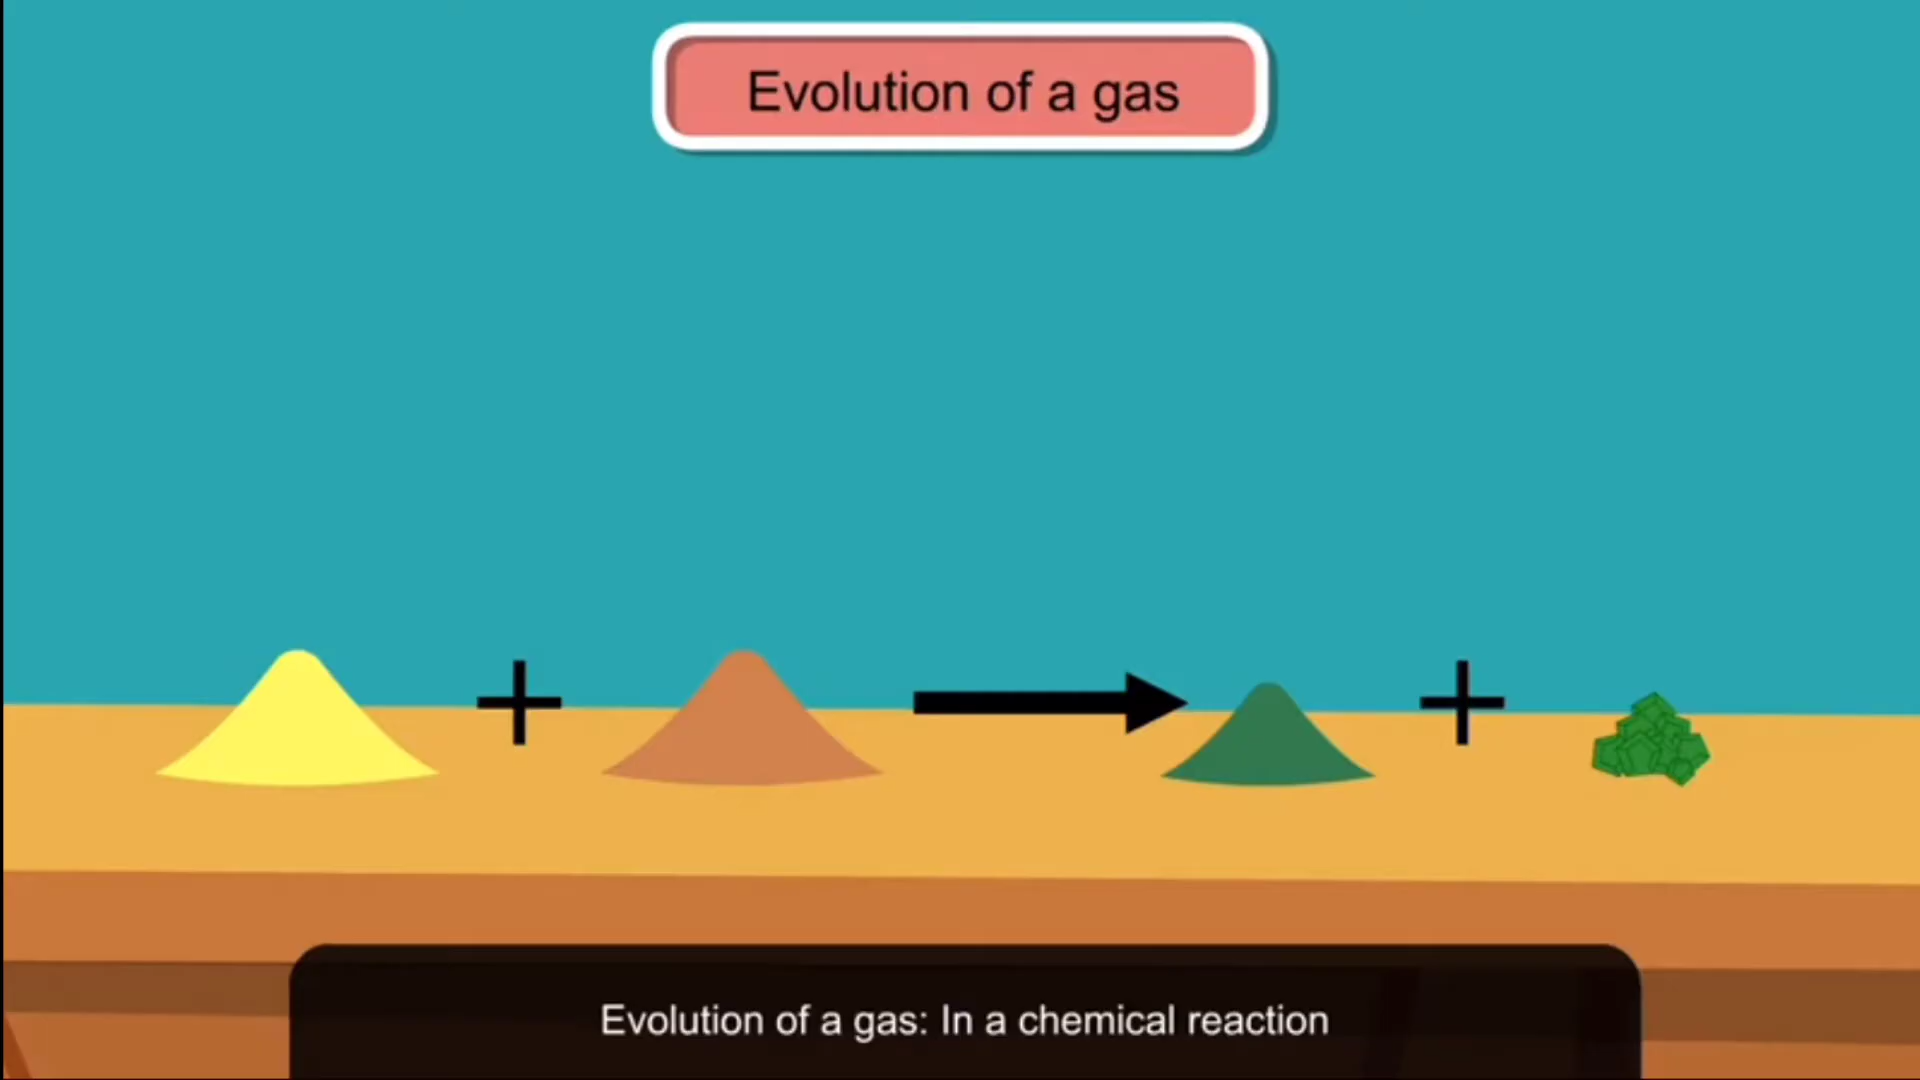 Evolution of a gas
+
+
Evolution of a gas: In a chemical reaction